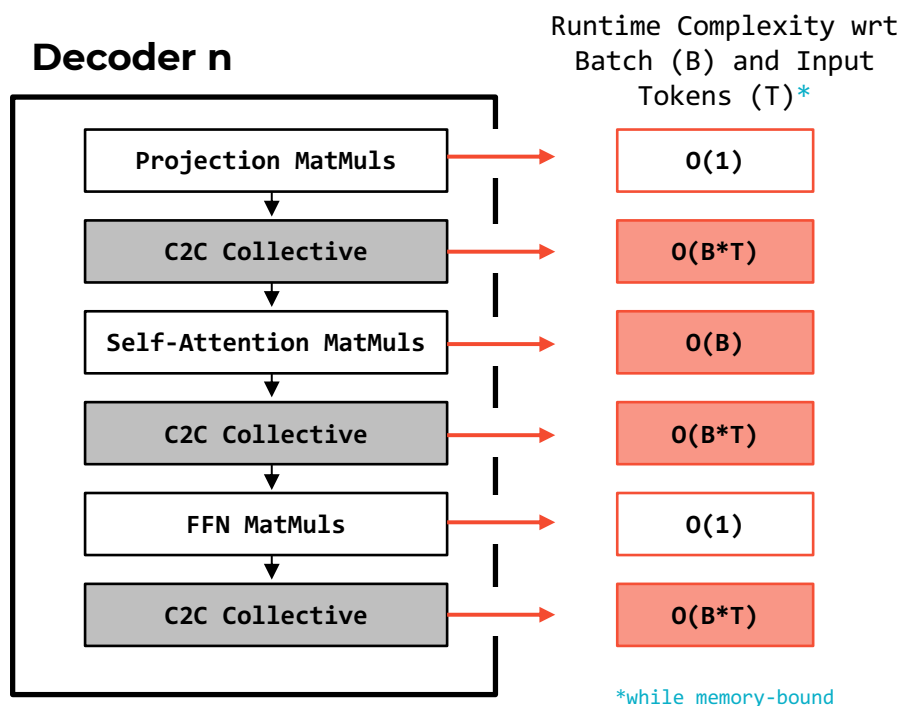 Decoder n
Runtime Complexity wrt
Batch (B) and Input
Tokens (T)*
Projection MatMuls
O(1)
C2C Collective
O(B*T)
Self-Attention MatMuls
O(B)
C2C Collective
O(B*T)
FFN MatMuls
O(1)
C2C Collective
O(B*T)
*while memory-bound